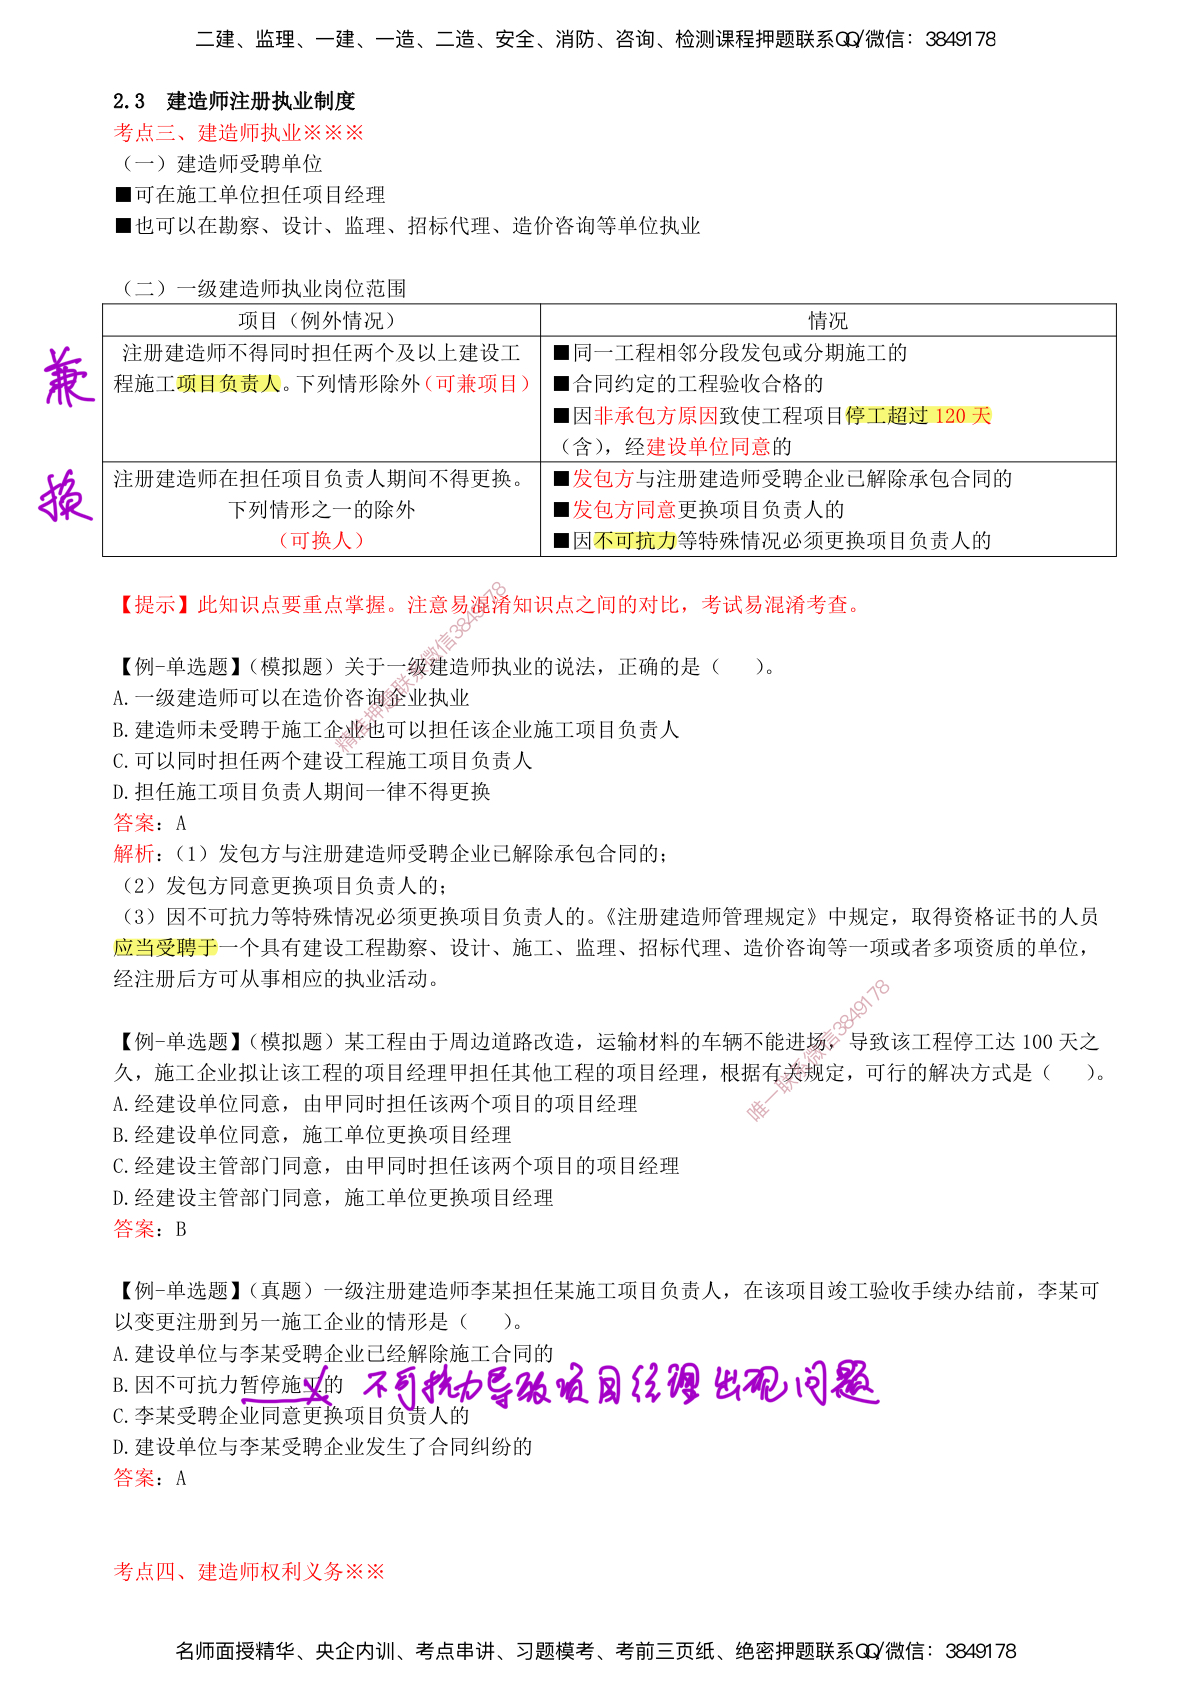 二建、监理、一建、一造、二造、安全、消防、咨询、检测课程押题联系QQ/微信：3849178
2.3 建造师注册执业制度
考点三、建造师执业※※※
（一）建造师受聘单位
■可在施工单位担任项目经理
■也可以在勘察、设计、监理、招标代理、造价咨询等单位执业
（二）一级建造师执业岗位范围
项目（例外情况） 情况
兼
注册建造师不得同时担任两个及以上建设工
程施工项目负责人。下列情形除外（可兼项目）
■同一工程相邻分段发包或分期施工的
■合同约定的工程验收合格的
■因非承包方原因致使工程项目停工超过 120 天
（含），经建设单位同意的
换
注册建造师在担任项目负责人期间不得更换。
下列情形之一的除外
（可换人）
■发包方与注册建造师受聘企业已解除承包合同的
■发包方同意更换项目负责人的
■因不可抗力等特殊情况必须更换项目负责人的
【提示】此知识点要重点掌握。注意易混淆知识点之间的对比，考试易混淆考查。
精准押题联系微信3849178
【例-单选题】（模拟题）关于一级建造师执业的说法，正确的是（　　）。
A.一级建造师可以在造价咨询企业执业
B.建造师未受聘于施工企业也可以担任该企业施工项目负责人
C.可以同时担任两个建设工程施工项目负责人
D.担任施工项目负责人期间一律不得更换
答案：A
解析：（1）发包方与注册建造师受聘企业已解除承包合同的；
（2）发包方同意更换项目负责人的；
（3）因不可抗力等特殊情况必须更换项目负责人的。《注册建造师管理规定》中规定，取得资格证书的人员
应当受聘于一个具有建设工程勘察、设计、施工、监理、招标代理、造价咨询等一项或者多项资质的单位，
经注册后方可从事相应的执业活动。
唯一联系微信3849178
【例-单选题】（模拟题）某工程由于周边道路改造，运输材料的车辆不能进场，导致该工程停工达 100 天之
久，施工企业拟让该工程的项目经理甲担任其他工程的项目经理，根据有关规定，可行的解决方式是（　　）。
A.经建设单位同意，由甲同时担任该两个项目的项目经理
B.经建设单位同意，施工单位更换项目经理
C.经建设主管部门同意，由甲同时担任该两个项目的项目经理
D.经建设主管部门同意，施工单位更换项目经理
答案：B
【例-单选题】（真题）一级注册建造师李某担任某施工项目负责人，在该项目竣工验收手续办结前，李某可
以变更注册到另一施工企业的情形是（　　）。
A.建设单位与李某受聘企业已经解除施工合同的
B.因不可抗力暂停施工的 不可抗力导致项目经理出现问题
C.李某受聘企业同意更换项目负责人的
D.建设单位与李某受聘企业发生了合同纠纷的
答案：A
考点四、建造师权利义务※※
名师面授精华、央企内训、考点串讲、习题模考、考前三页纸、绝密押题联系QQ/微信：3849178